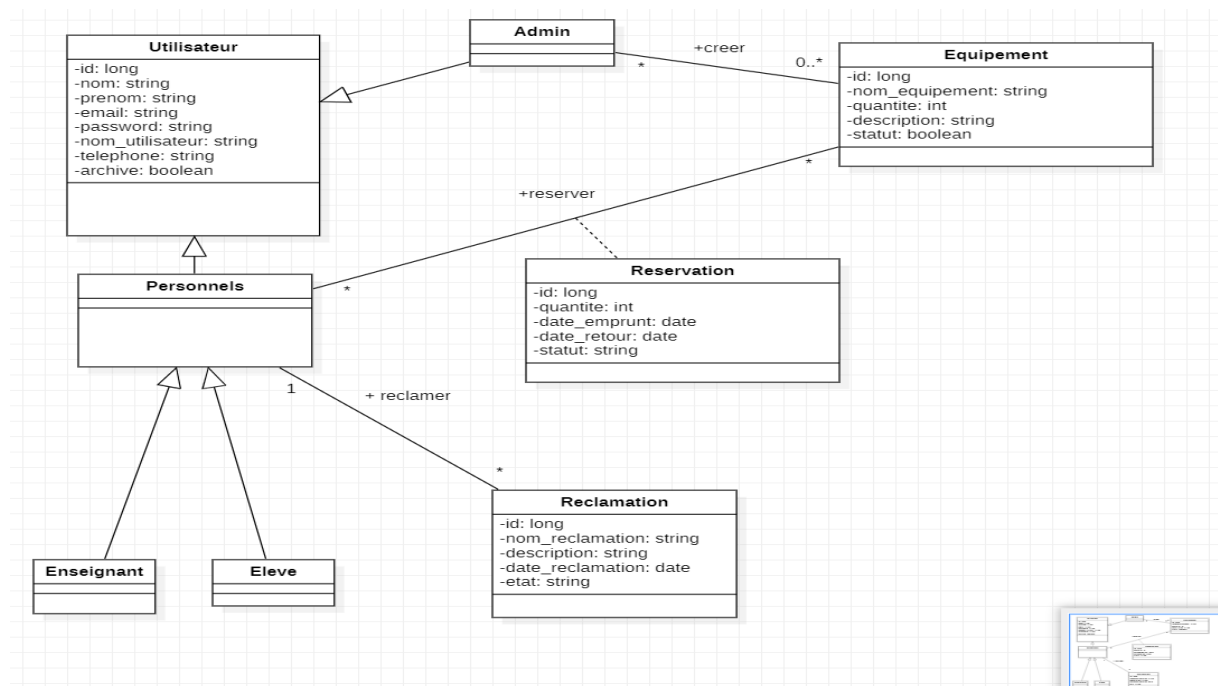 Utilisateur
-id: long
-nom: string
-prenom: string
-email: string
-password: string
-nom_utilisateur: string
-telephone: string
-archive: boolean
Admin
+creer
*
0..*
Equipement
-id: long
-nom_equipement: string
-quantite: int
-description: string
-statut: boolean
*
+reserver
*
Personnels
Reservation
-id: long
-quantite: int
-date_emprunt: date
-date_retour: date
-statut: string
1
+ reclamer
*
Reclamation
-id: long
-nom_reclamation: string
-description: string
-date_reclamation: date
-etat: string
Enseignant
Eleve